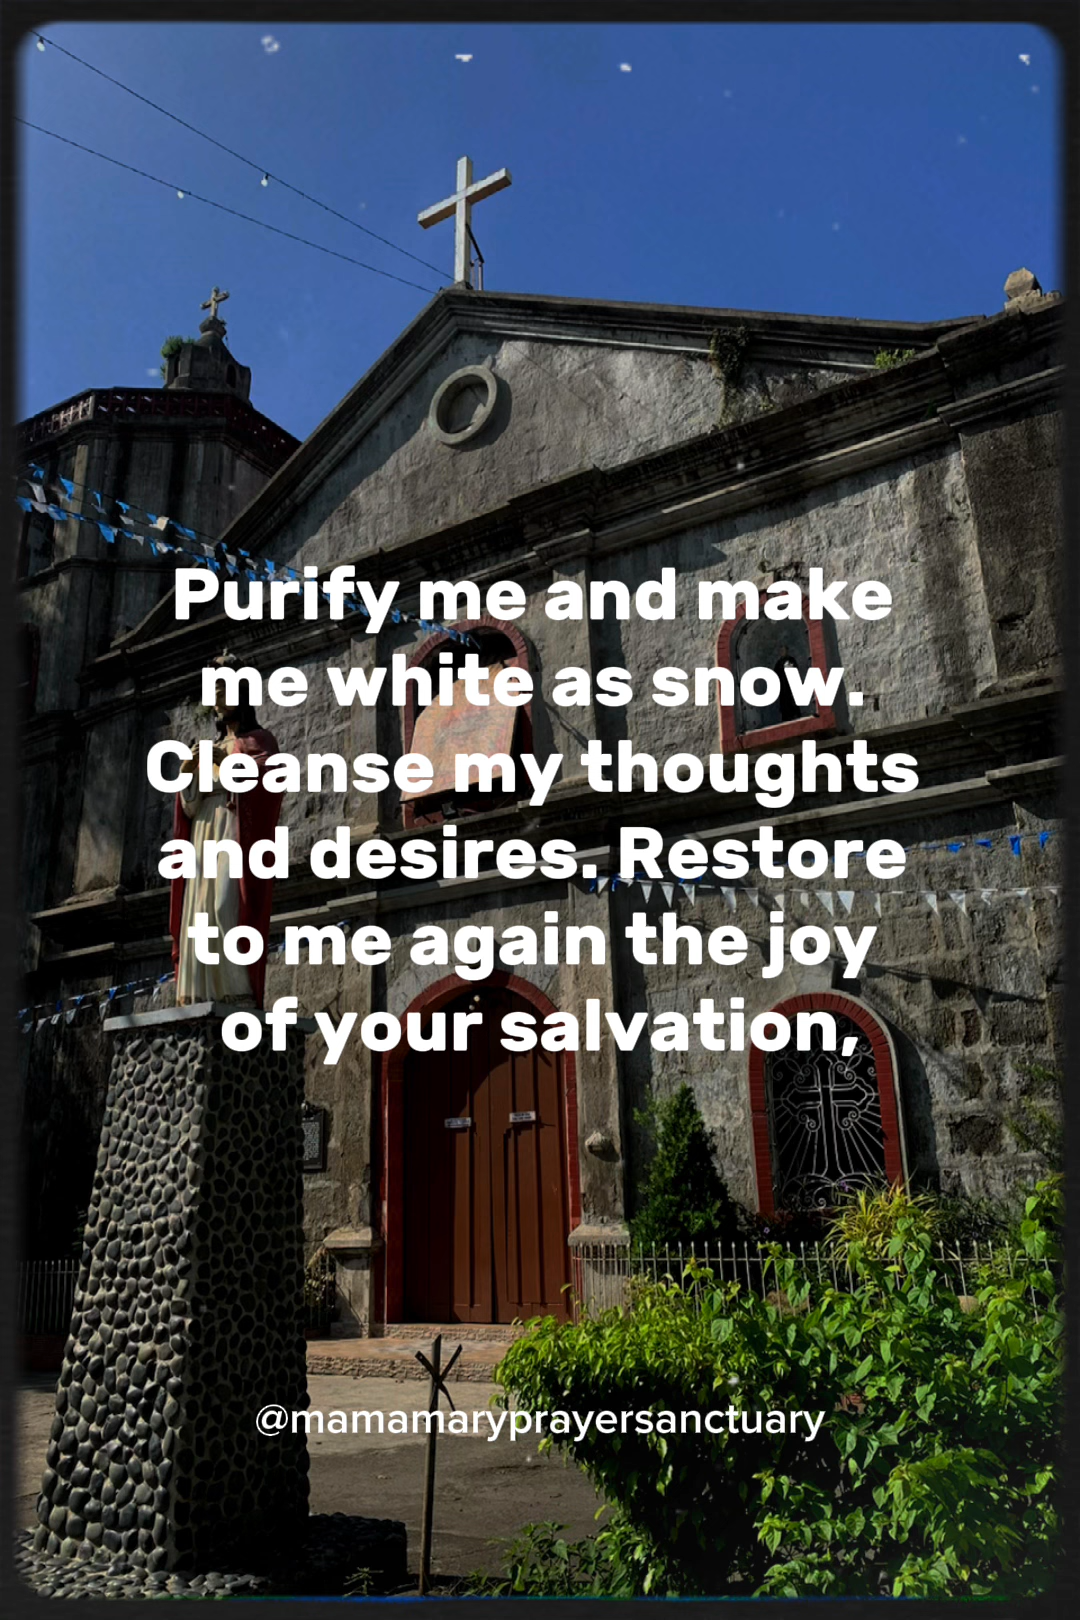 Purify me and make
me white as snow.
Cleanse my thoughts
and desires. Restore
to me again the joy
of your salvation,
@mamamaryprayersanctuary